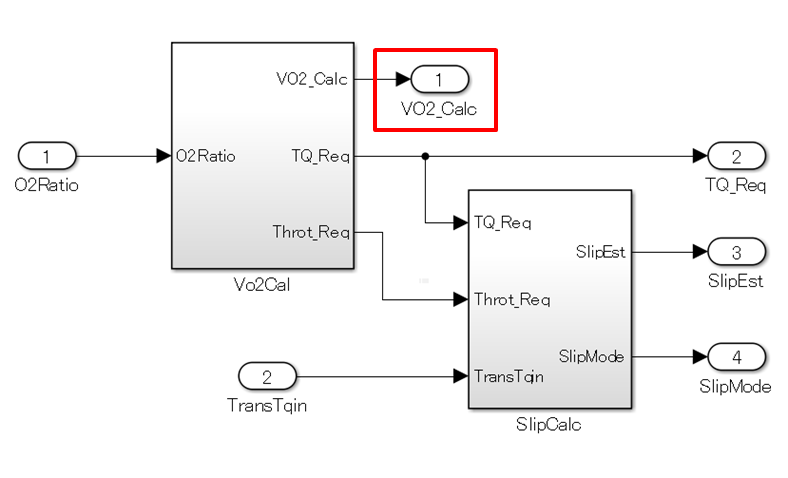 VO2_Calc
1
VO2_Calc
1
O2Ratio
O2Ratio
TQ_Req
2
TQ_Req
Throt_Req
Vo2Cal
TQ_Req
SlipEst
3
SlipEst
Throt_Req
SlipMode
4
SlipMode
2
TransTqin
TransTqin
SlipCalc